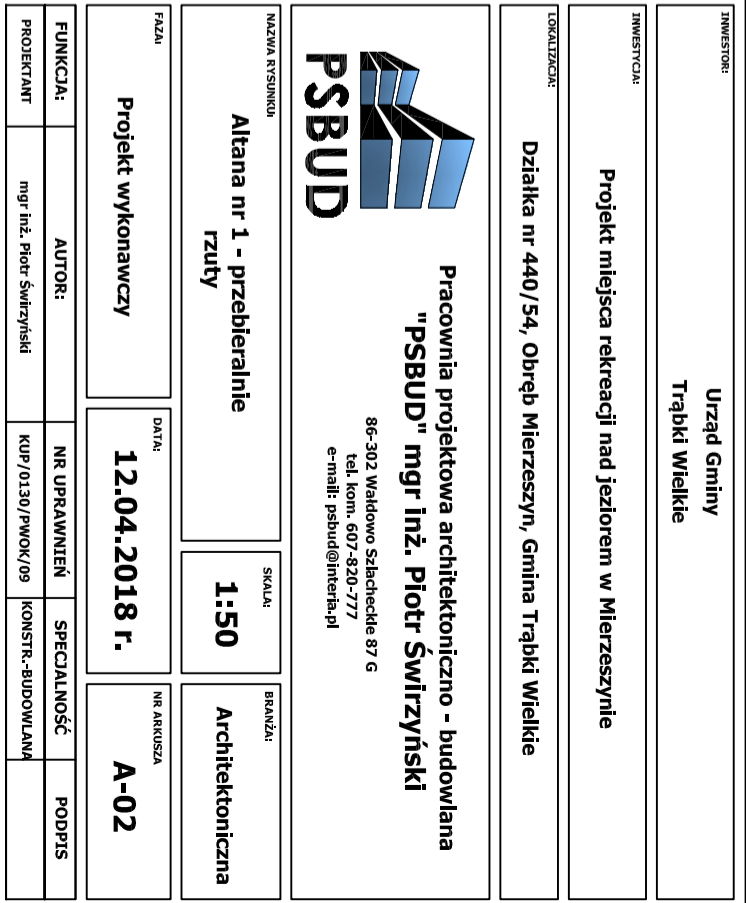 INWESTOR:
Urząd Gminy
Trąbki Wielkie
INWESTYCJA:
Projekt miejsca rekreacji nad jeziorem w Mierzeszynie
LOKALIZACJA:
Działka nr 440/54, Obręb Mierzeszyn, Gmina Trąbki Wielkie
PSBUD
Pracownia projektowa architektoniczno - budowlana
"PSBUD" mgr inż. Piotr Świrzyński
86-302 Wałdowo Szlacheckie 87 G
tel. kom. 607-820-777
e-mail: psbud@interia.pl
NAZWA RYSUNKU:
Altana nr 1 - przebieralnie
rzuty
SKALA:
1:50
BRANŻA:
Architektoniczna
FAZA:
Projekt wykonawczy
DATA:
12.04.2018 r.
NR ARKUSZA
A-02
FUNKCJA: AUTOR: NR UPRAWNIEŃ SPECJALNOŚĆ PODPIS
PROJEKTANT mgr inż. Piotr Świrzyński KUP/0130/PWOK/09 KONSTR.-BUDOWLANA